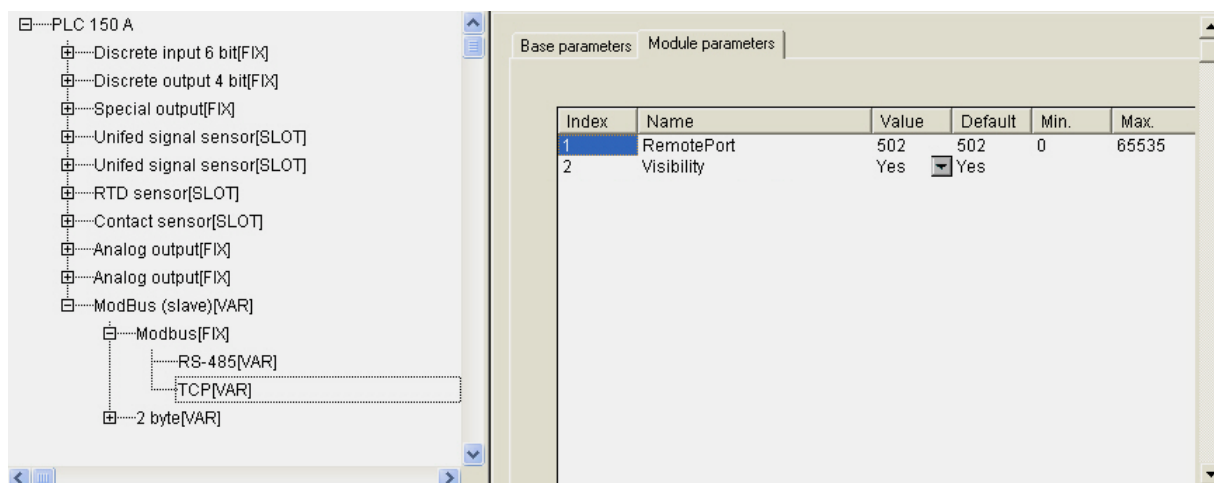 PLC 150 A
Discrete input 6 bit[FIX]
Discrete output 4 bit[FIX]
Special output[FIX]
Unifed signal sensor[SLOT]
Unifed signal sensor[SLOT]
RTD sensor[SLOT]
Contact sensor[SLOT]
Analog output[FIX]
Analog output[FIX]
ModBus (slave)[VAR]
Modbus[FIX]
RS-485[VAR]
TCP[VAR]
2 byte[VAR]
Base parameters Module parameters
Index Name Value Default Min. Max.
1 RemotePort 502 502 0 65535
2 Visibility Yes Yes